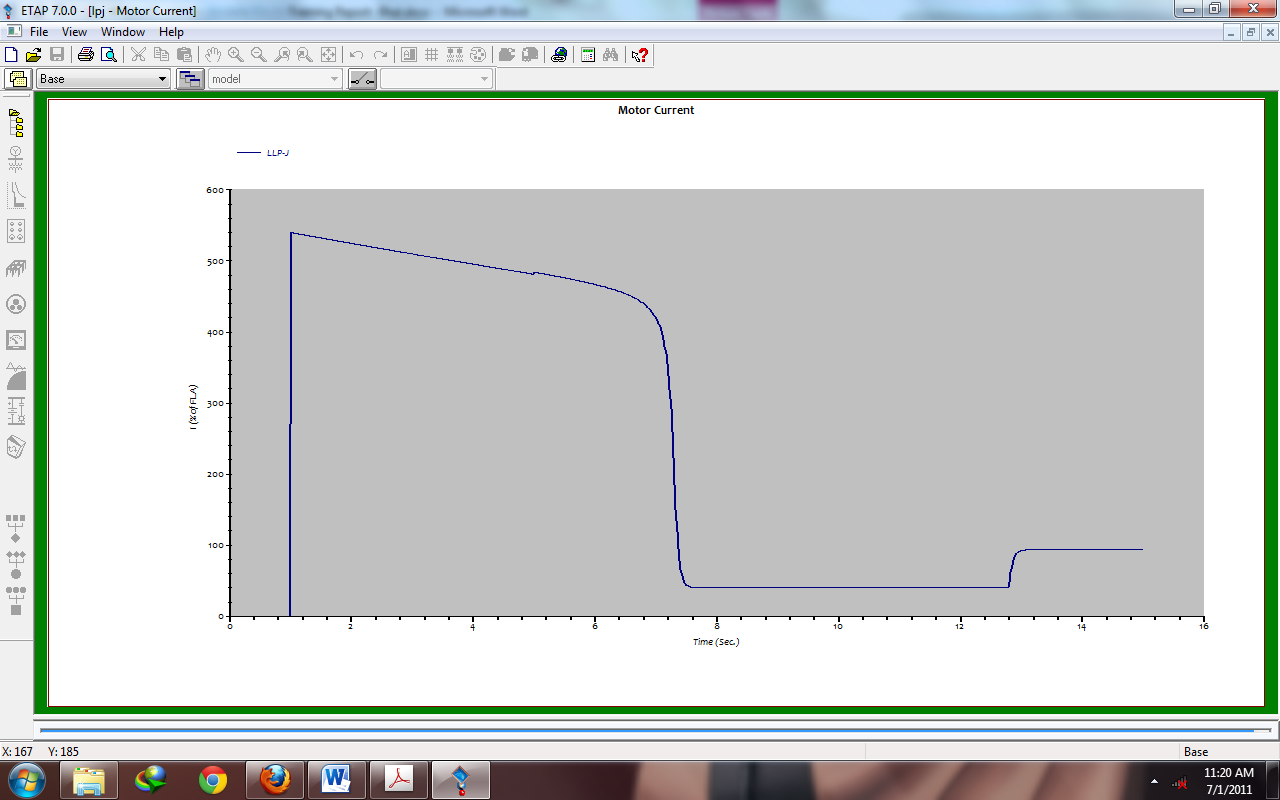 ETAP 7.0.0 - [lpj - Motor Current]
File View Window Help
Base model
Motor Current
LLP-J
600
500
400
300
200
100
0
I (% of FLA)
0 2 4 6 8 10 12 14 16
Time (Sec.)
X: 167 Y: 185 Base
11:20 AM
7/1/2011